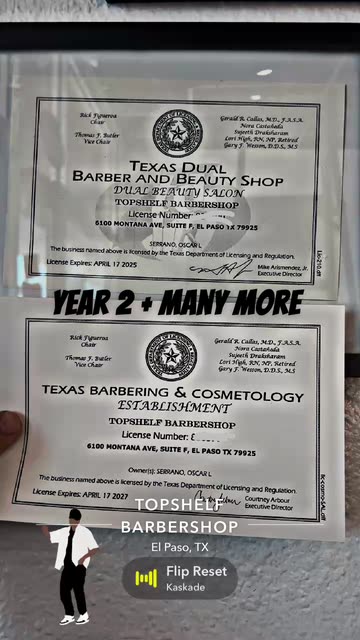 Rick Figueroa
Chair
Thomas F. Butler
Vice Chair
Gerald R. Callas, M.D., F.A.S.A.
Nora Castañeda
Sujeeth Draksharam
Lori High, RN, NP, Retired
Gary F. Wesson, D.D.S., M.S
TEXAS DUAL
BARBER AND BEAUTY SHOP
DUAL BEAUTY SALON
TOPSHELF BARBERSHOP
License Number:
6100 MONTANA AVE, SUITE F, EL PASO TX 79925
SERRANO, OSCAR L
The business named above is licensed by the Texas Department of Licensing and Regulation.
License Expires: APRIL 17 2025
Mike Arismendez, Jr.
Executive Director
YEAR 2 + MANY MORE
Rick Figueroa
Chair
Thomas F. Butler
Vice Chair
Gerald R. Callas, M.D., F.A.S.A.
Nora Castañeda
Sujeeth Draksharam
Lori High, RN, NP, Retired
Gary F. Wesson, D.D.S., MS
TEXAS BARBERING & COSMETOLOGY
ESTABLISHMENT
TOPSHELF BARBERSHOP
License Number:
6100 MONTANA AVE, SUITE F, EL PASO TX 79925
Owner(s): SERRANO, OSCAR L
The business named above is licensed by the Texas Department of Licensing and Regulation.
License Expires: APRIL 17 2027
Courtney Arbour
Executive Director
TOPSHELF
BARBERSHOP
El Paso, TX
Flip Reset
Kaskade